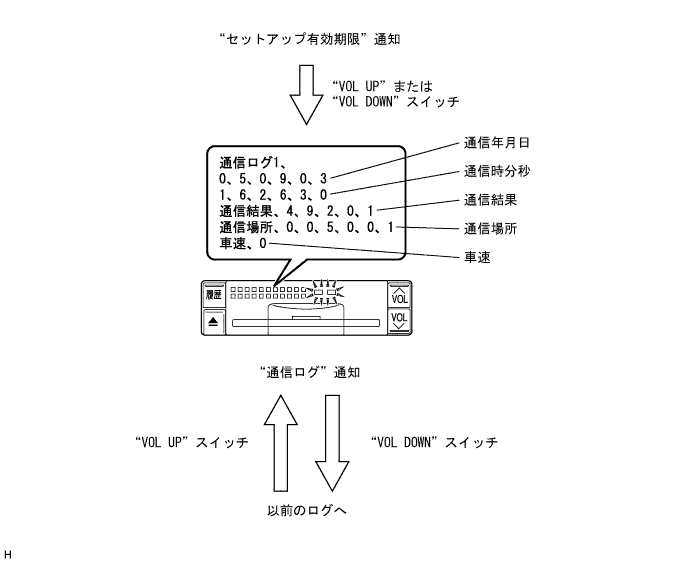 “セットアップ有効期限”通知
“VOL UP”または
“VOL DOWN”スイッチ
通信ログ1、
0、5、0、9、0、3
1、6、2、6、3、0
通信結果、4、9、2、0、1
通信場所、0、0、5、0、0、1
車速、0
通信年月日
通信時分秒
通信結果
通信場所
車速
履歴
VOL
VOL
“通信ログ”通知
“VOL UP”スイッチ
“VOL DOWN”スイッチ
以前のログへ
H